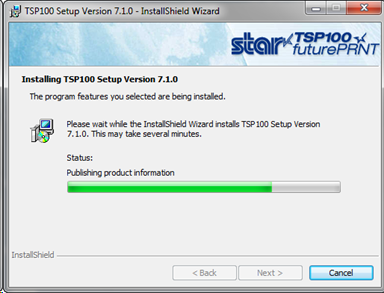 TSP100 Setup Version 7.1.0 - InstallShield Wizard
star TSP100
futurePRNT
Installing TSP100 Setup Version 7.1.0
The program features you selected are being installed.
Please wait while the InstallShield Wizard installs TSP100 Setup Version
7.1.0. This may take several minutes.
Status:
Publishing product information
InstallShield
< Back
Next >
Cancel